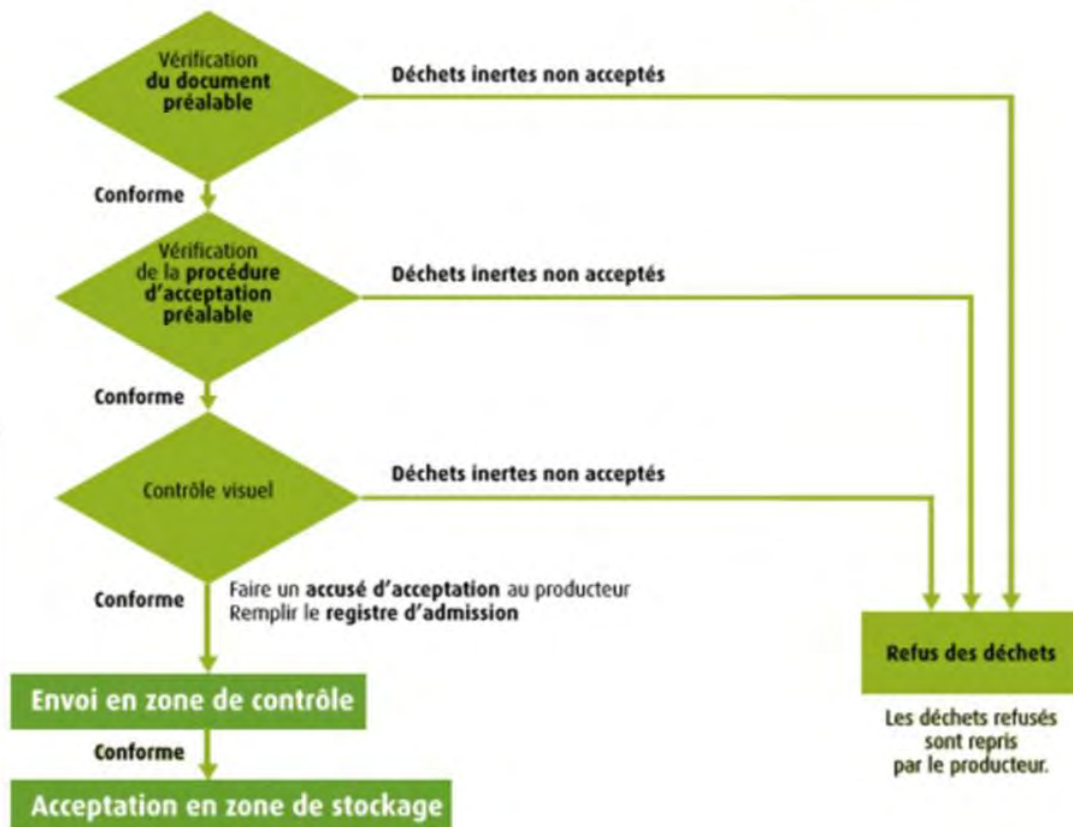 Vérification
du document
préalable
Déchets inertes non acceptés
Conforme
Vérification
de la procédure
d'acceptation
préalable
Déchets inertes non acceptés
Conforme
Contrôle visuel
Déchets inertes non acceptés
Conforme
Faire un accusé d'acceptation au producteur
Remplir le registre d'admission
Refus des déchets
Les déchets refusés
sont repris
par le producteur.
Envoi en zone de contrôle
Conforme
Acceptation en zone de stockage